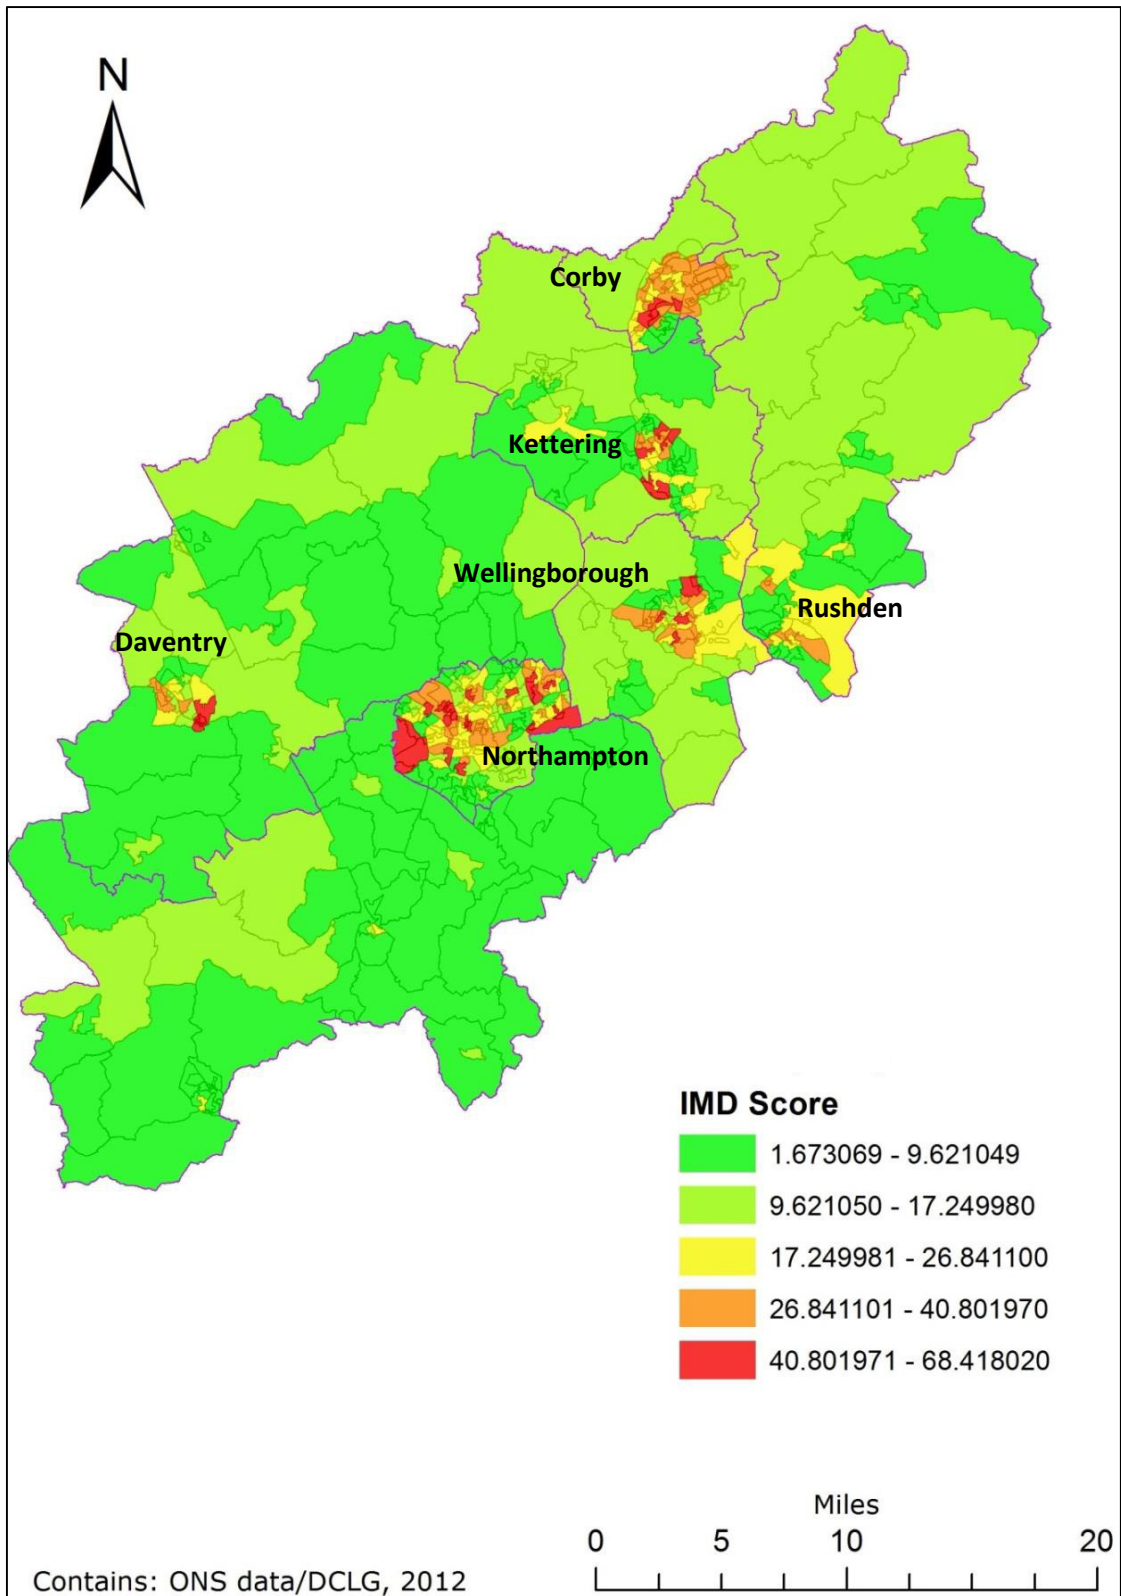 N
Corby
Kettering
Wellingborough
Rushden
Daventry
Northampton
IMD Score
1.673069 - 9.621049
9.621050 - 17.249980
17.249981 - 26.841100
26.841101 - 40.801970
40.801971 - 68.418020
Miles
0 5 10 20
Contains: ONS data/DCLG, 2012